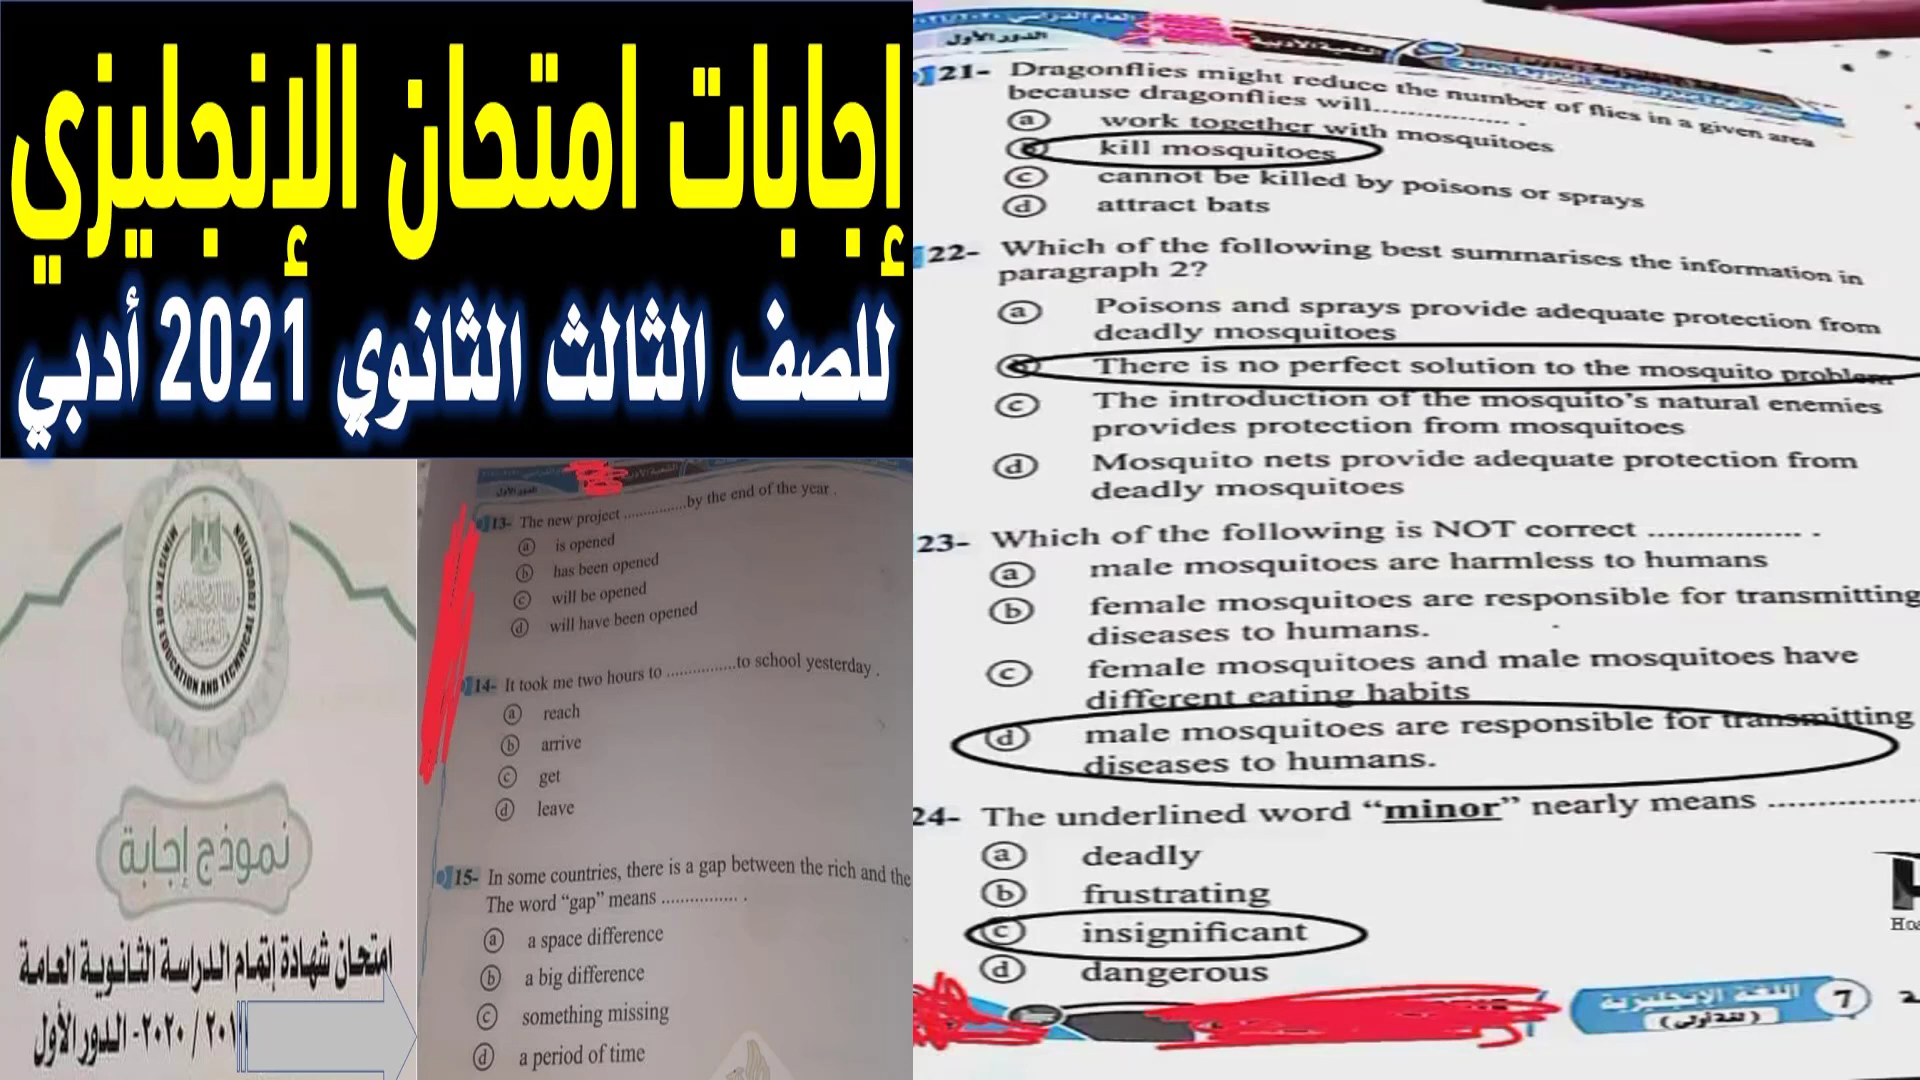 إجابات امتحان الإنجليزي
للصف الثالث الثانوي 2021 أدبي
MINISTRY OF EDUCATION AND TECHNICAL EDUCATION
نموذج إجابة
امتحان شهادة إتمام الدراسة الثانوية العامة
- الدور الأول
الدور الأول
13- The new project ...............by the end of the year .
a is opened
b has been opened
c will be opened
d will have been opened
14- It took me two hours to ...............to school yesterday .
a reach
b arrive
c get
d leave
15- In some countries, there is a gap between the rich and the
The word “gap” means ................ .
a a space difference
b a big difference
c something missing
d a period of time
العام الدراسي
الدور الأول
الشعبة الأدبية
21- Dragonflies might reduce the number of flies in a given area
because dragonflies will................ .
a work together with mosquitoes
kill mosquitoes
c cannot be killed by poisons or sprays
d attract bats
22- Which of the following best summarises the information in
paragraph 2?
a Poisons and sprays provide adequate protection from
deadly mosquitoes
There is no perfect solution to the mosquito problem
c The introduction of the mosquito’s natural enemies
provides protection from mosquitoes
d Mosquito nets provide adequate protection from
deadly mosquitoes
23- Which of the following is NOT correct ................ .
a male mosquitoes are harmless to humans
b female mosquitoes are responsible for transmitting
diseases to humans.
c female mosquitoes and male mosquitoes have
different eating habits
d male mosquitoes are responsible for transmitting
diseases to humans.
24- The underlined word “minor” nearly means ................
a deadly
b frustrating
c insignificant
d dangerous
اللغة الإنجليزية
(لغة أولى)
7